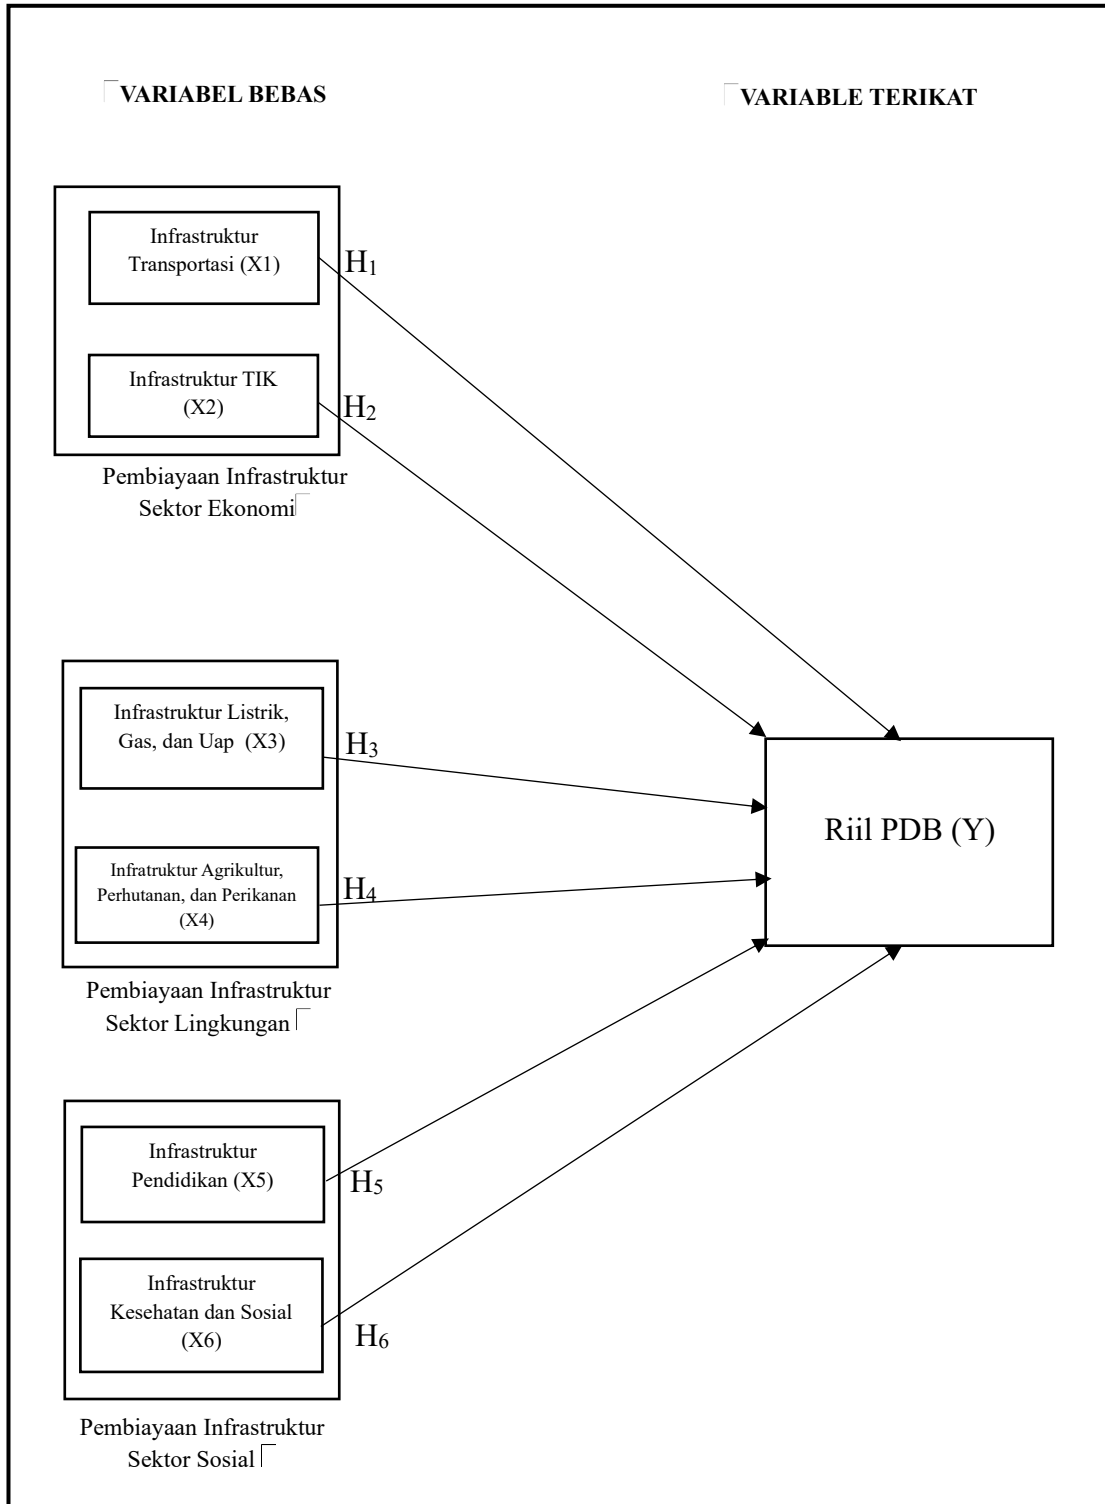 VARIABEL BEBAS
VARIABLE TERIKAT
Infrastruktur
Transportasi (X1)
H1
Infrastruktur TIK
(X2)
H2
Pembiayaan Infrastruktur
Sektor Ekonomi
Infrastruktur Listrik,
Gas, dan Uap (X3)
H3
Riil PDB (Y)
Infratruktur Agrikultur,
Perhutanan, dan Perikanan
(X4)
H4
Pembiayaan Infrastruktur
Sektor Lingkungan
Infrastruktur
Pendidikan (X5)
H5
Infrastruktur
Kesehatan dan Sosial
(X6)
H6
Pembiayaan Infrastruktur
Sektor Sosial